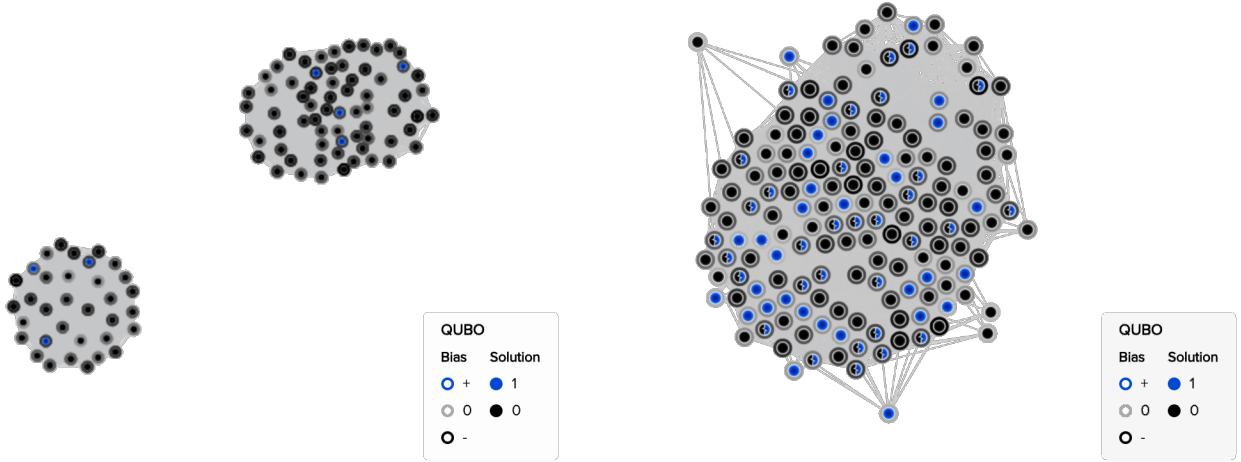 QUBO
Bias Solution
+ 1
0 0
-
QUBO
Bias Solution
+ 1
0 0
-